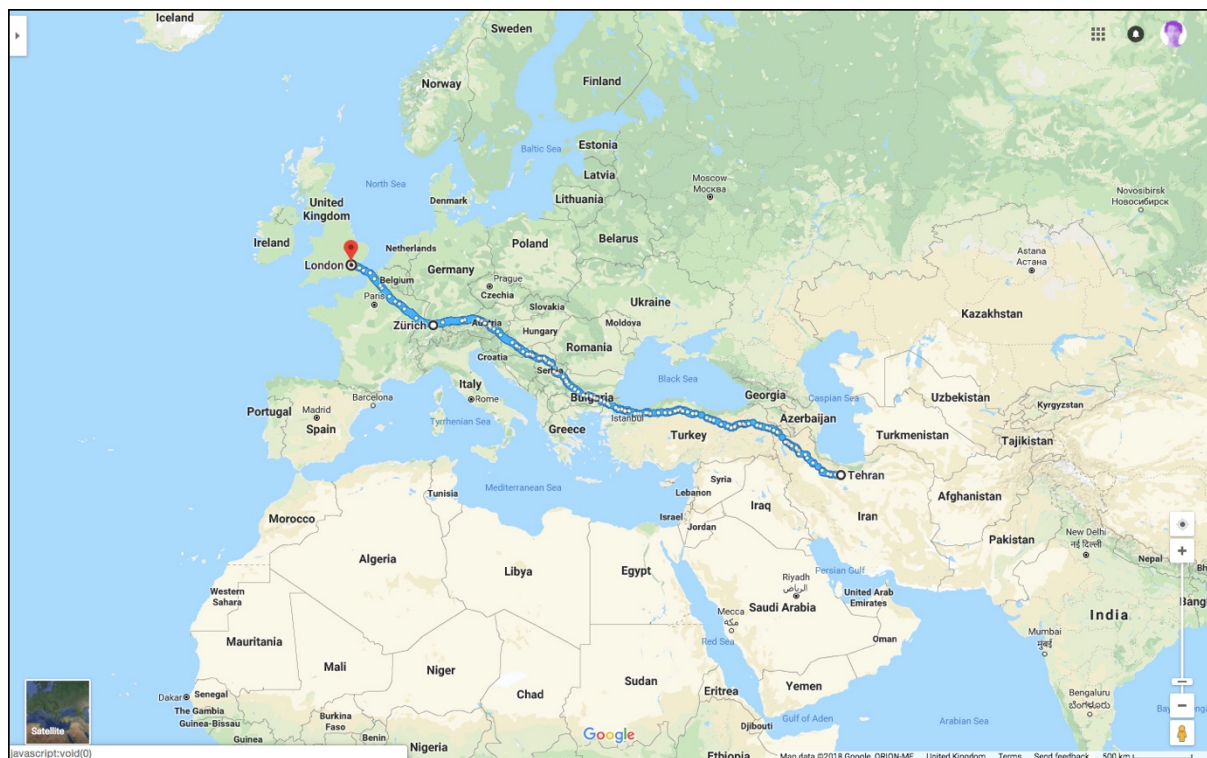 Iceland
Sweden
Norway
Finland
Estonia
Baltic Sea
Latvia
Moscow
Москва
North Sea
Denmark
Lithuania
Novosibirsk
Новосибирск
United
Kingdom
Ireland
Netherlands
Poland
Belarus
London
Belgium
Germany
Prague
Czechia
Astana
Астана
Paris
Slovakia
Ukraine
Kazakhstan
Zürich
Austria
Hungary
Moldova
Croatia
Romania
Serbia
Italy
Black Sea
Georgia
Caspian Sea
Uzbekistan
Kyrgyzstan
Barcelona
Rome
Bulgaria
Portugal
Madrid
Spain
Tyrrhenian Sea
Istanbul
Azerbaijan
Greece
Turkey
Turkmenistan
Tajikistan
Tehran
Syria
Tunisia
Mediterranean Sea
Lebanon
Iraq
Afghanistan
Morocco
Israel
Jordan
Iran
Pakistan
New Delhi
नई दिल्ली
Algeria
Libya
Egypt
Persian Gulf
Nepal
Bh
Western
Sahara
Riyadh
الرياض
United Arab
Emirates
Saudi Arabia
Mecca
مكة
India
Bang
Mauritania
Red Sea
Oman
Mumbai
मुंबई
Mali
Niger
Chad
Sudan
Eritrea
Yemen
Dakar
Senegal
The Gambia
Guinea-Bissau
Burkina
Faso
Gulf of Aden
Arabian Sea
Bengaluru
ಬೆಂಗಳೂರು
Satellite
Guinea
Benin
Nigeria
Google
Djibouti
Ethiopia
javascript:void(0)
Map data ©2018 Google, ORION-ME United Kingdom Terms Send feedback 500 km